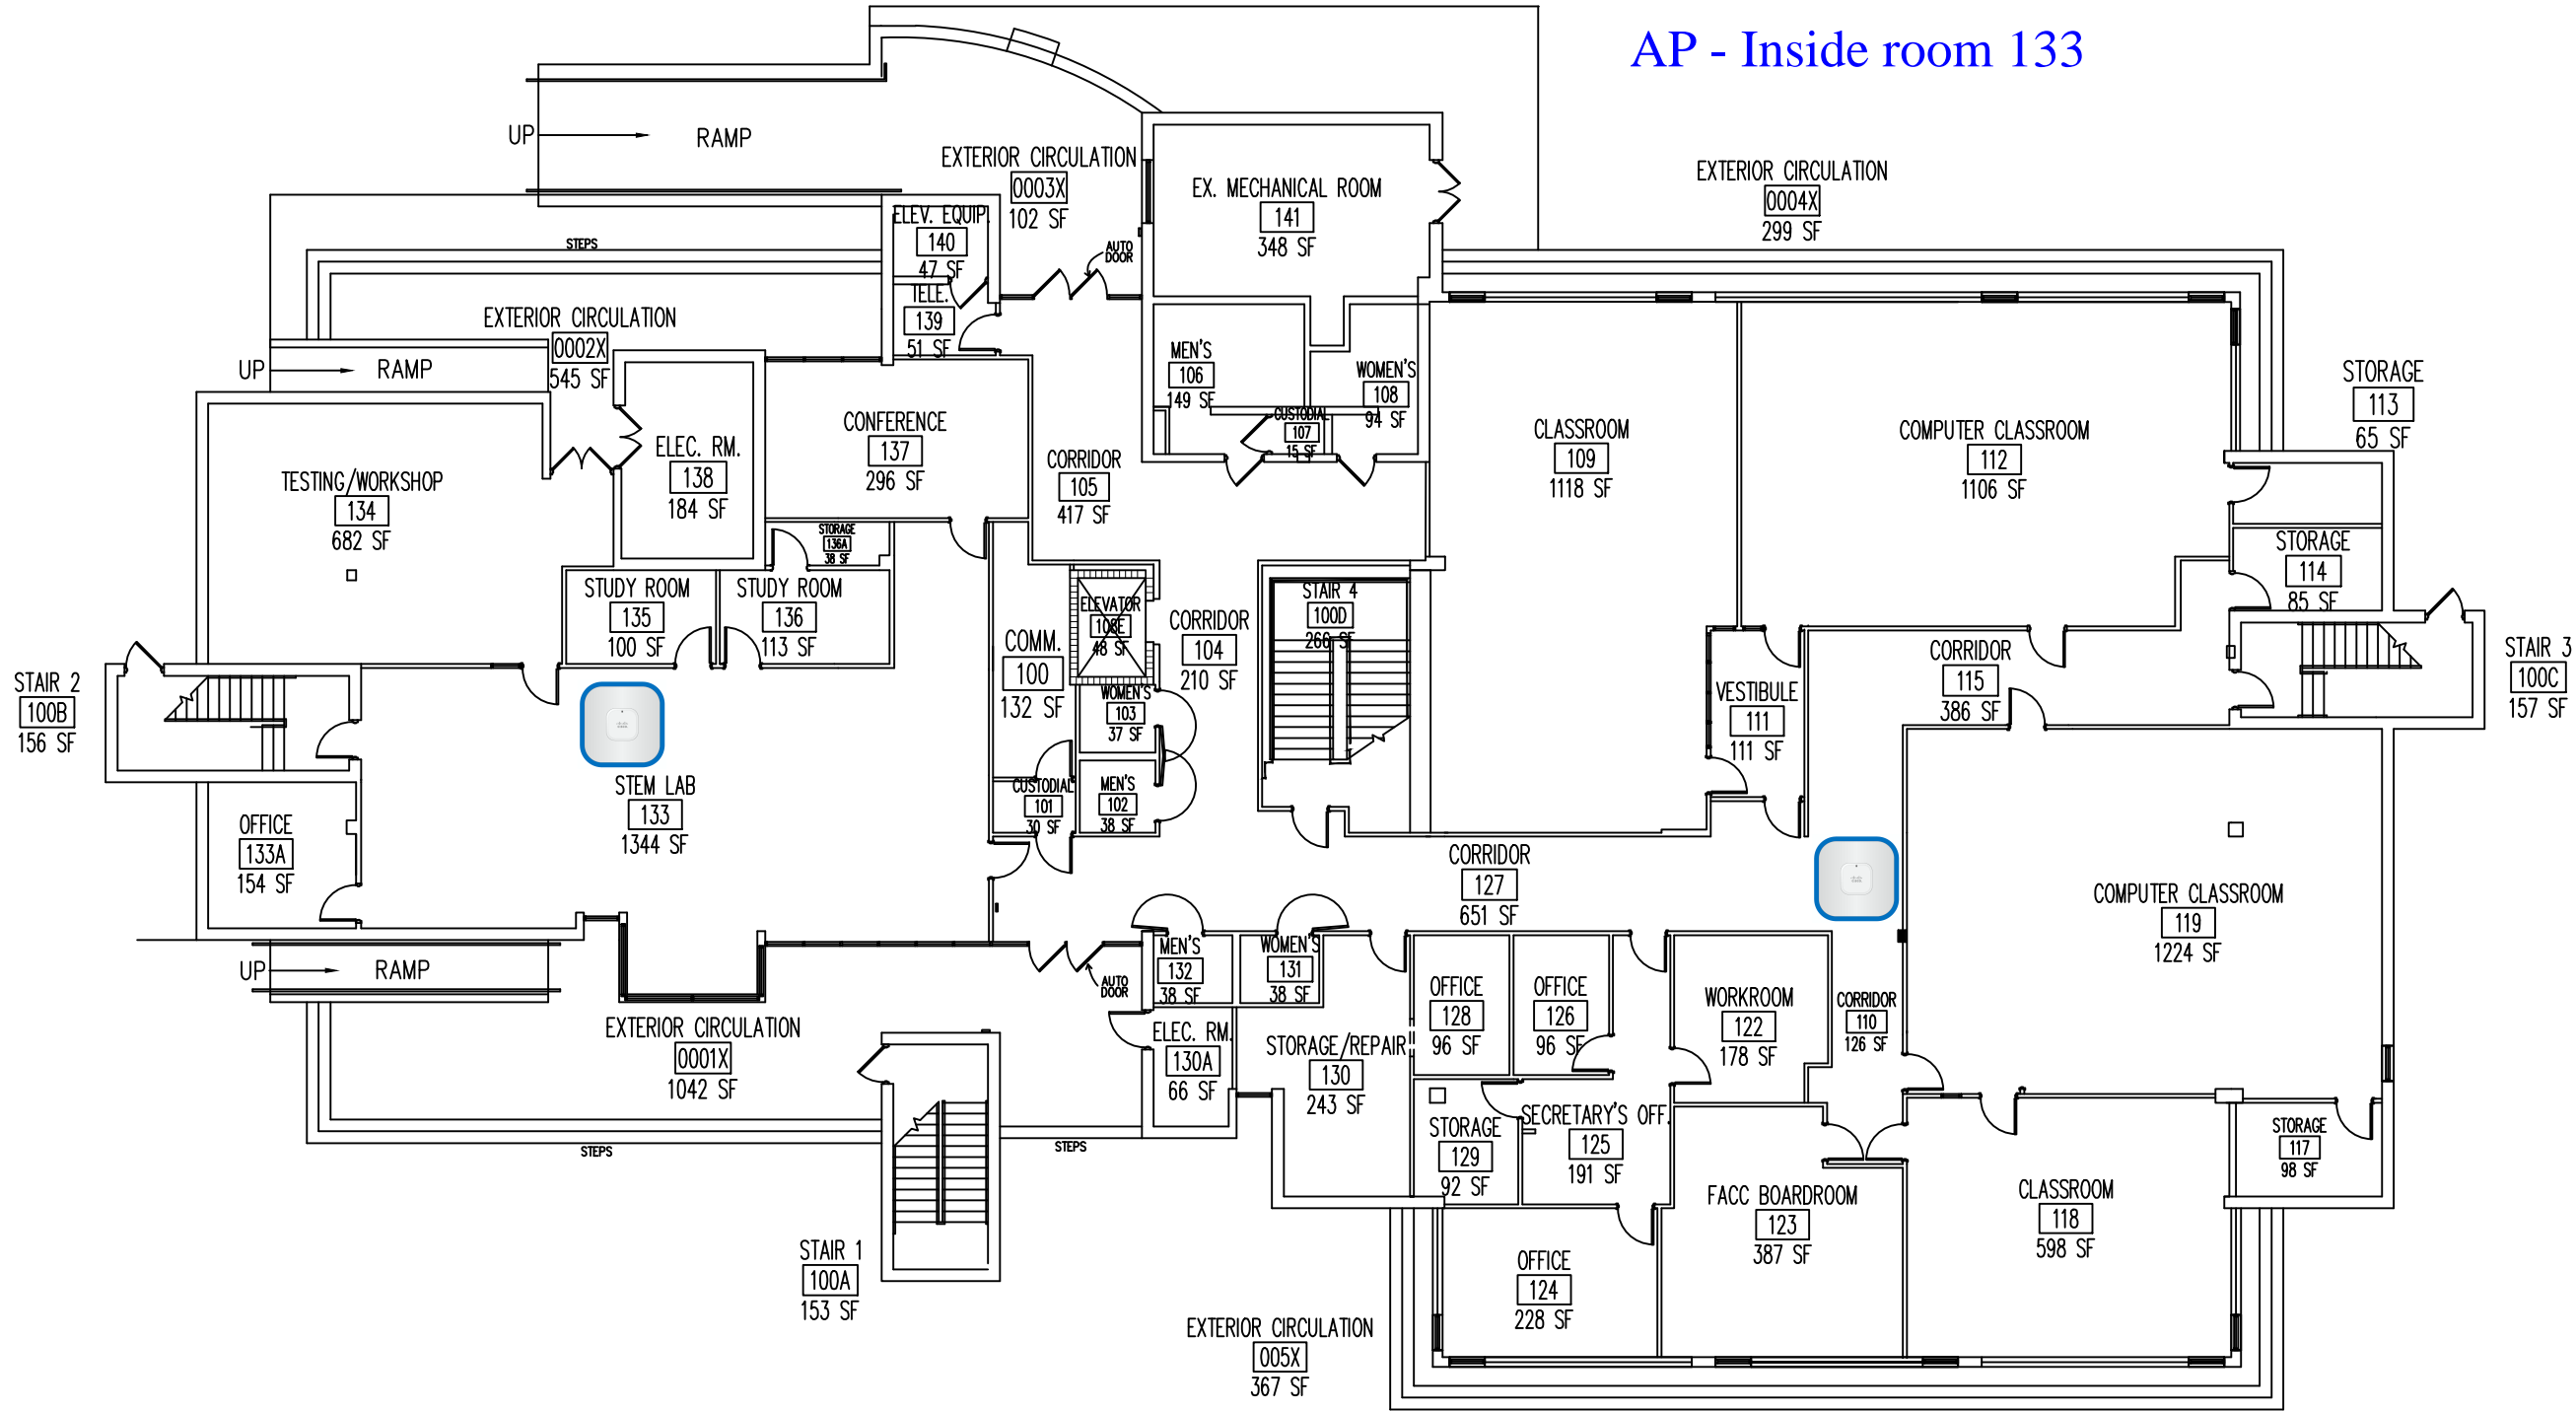 AP - Inside room 133
UP
RAMP
EXTERIOR CIRCULATION
0003X
102 SF
EX. MECHANICAL ROOM
141
348 SF
EXTERIOR CIRCULATION
0004X
299 SF
ELEV. EQUIP.
140
47 SF
STEPS
AUTO
DOOR
TELE.
139
51 SF
EXTERIOR CIRCULATION
0002X
545 SF
UP
RAMP
MEN'S
106
149 SF
WOMEN'S
108
94 SF
CUSTODIAL
107
15 SF
STORAGE
113
65 SF
CONFERENCE
137
296 SF
ELEC. RM.
138
184 SF
CLASSROOM
109
1118 SF
COMPUTER CLASSROOM
112
1106 SF
TESTING/WORKSHOP
134
682 SF
CORRIDOR
105
417 SF
STORAGE
136A
38 SF
STORAGE
114
85 SF
STUDY ROOM
135
100 SF
STUDY ROOM
136
113 SF
ELEVATOR
108E
48 SF
STAIR 4
100D
266 SF
COMM.
100
132 SF
CORRIDOR
104
210 SF
CORRIDOR
115
386 SF
STAIR 3
100C
157 SF
STAIR 2
100B
156 SF
WOMEN'S
103
37 SF
VESTIBULE
111
111 SF
STEM LAB
133
1344 SF
CUSTODIAL
101
30 SF
MEN'S
102
38 SF
OFFICE
133A
154 SF
CORRIDOR
127
651 SF
COMPUTER CLASSROOM
119
1224 SF
UP
RAMP
AUTO
DOOR
MEN'S
132
38 SF
WOMEN'S
131
38 SF
OFFICE
128
96 SF
OFFICE
126
96 SF
WORKROOM
122
178 SF
CORRIDOR
110
126 SF
EXTERIOR CIRCULATION
0001X
1042 SF
ELEC. RM.
130A
66 SF
STORAGE/REPAIR
130
243 SF
STORAGE
129
92 SF
SECRETARY'S OFF.
125
191 SF
STORAGE
117
98 SF
STEPS
STEPS
FACC BOARDROOM
123
387 SF
CLASSROOM
118
598 SF
STAIR 1
100A
153 SF
OFFICE
124
228 SF
EXTERIOR CIRCULATION
005X
367 SF